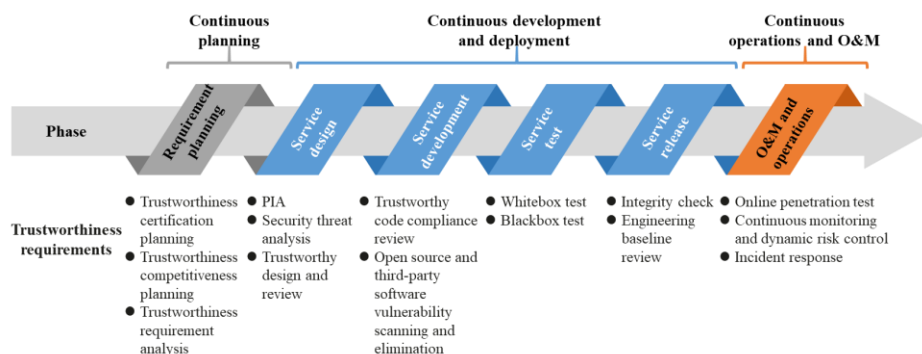 Continuous
planning
Continuous development
and deployment
Continuous
operations and O&M
Phase
Requirement
planning
Service
design
Service
development
Service
test
Service
release
O&M and
operations
Trustworthiness
requirements
● Trustworthiness
certification
planning
● Trustworthiness
competitiveness
planning
● Trustworthiness
requirement
analysis
● PIA
● Security threat
analysis
● Trustworthy
design and
review
● Trustworthy
code compliance
review
● Open source and
third-party
software
vulnerability
scanning and
elimination
● Whitebox test
● Blackbox test
● Integrity check
● Engineering
baseline
review
● Online penetration test
● Continuous monitoring
and dynamic risk control
● Incident response